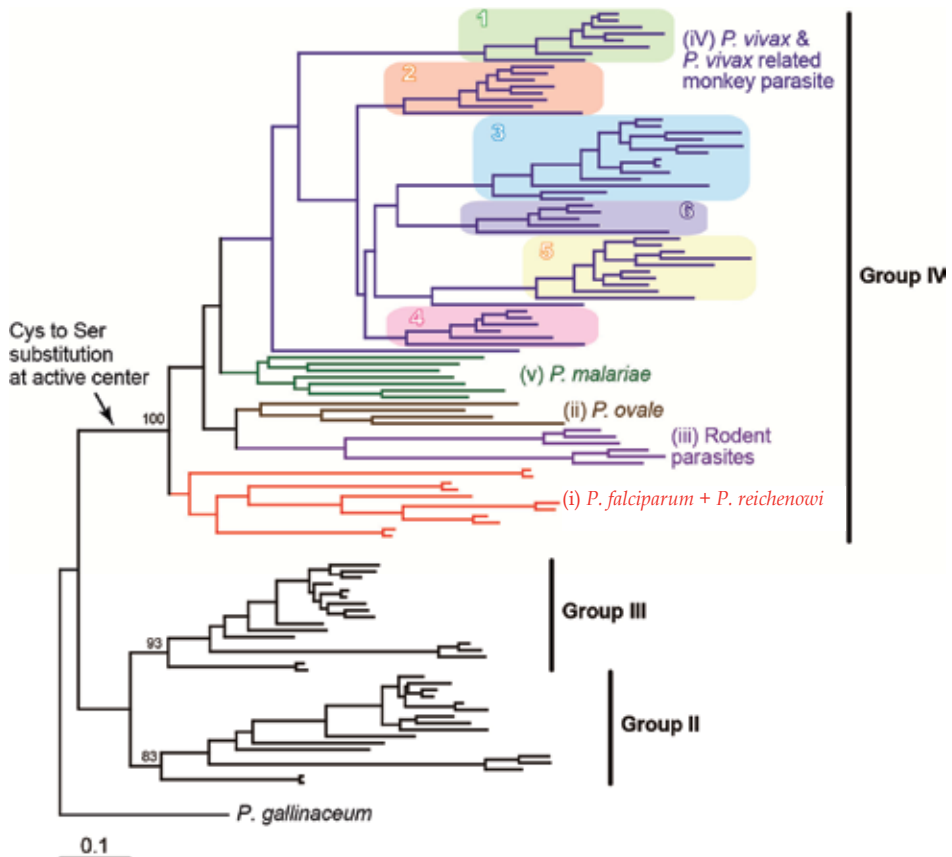 1
(iV) P. vivax &
P. vivax related
monkey parasite
2
3
6
5
Group IV
4
Cys to Ser
substitution
at active center
100
(v) P. malariae
(ii) P. ovale
(iii) Rodent
parasites
(i) P. falciparum + P. reichenowi
Group III
93
Group II
83
P. gallinaceum
0.1